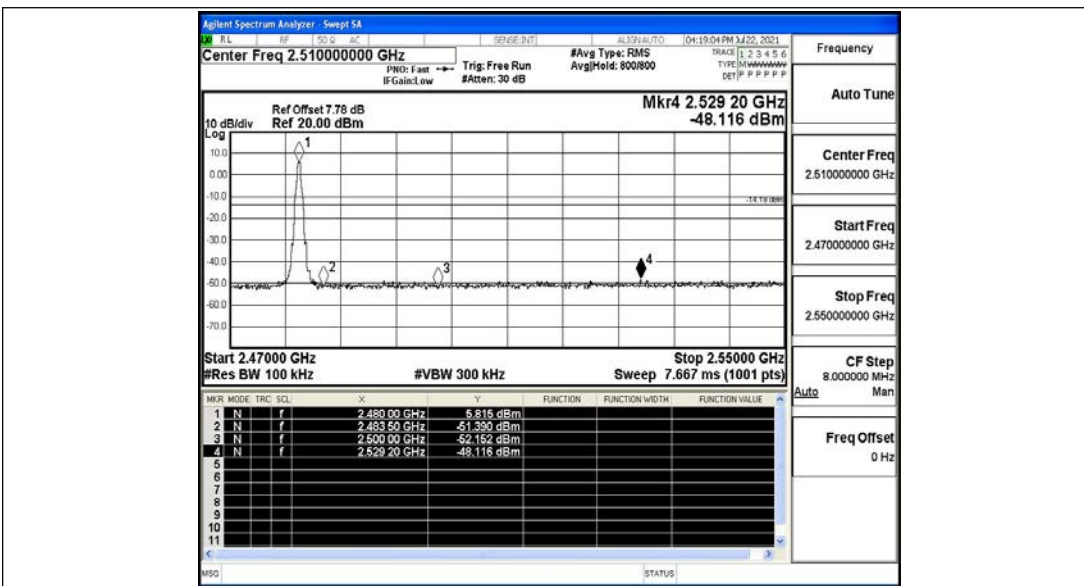 Agilent Spectrum Analyzer - Swept SA
RL RF 50 Ω AC SENSE:INT ALIGNAUTO 04:19:04 PM Jul 22, 2021
Center Freq 2.510000000 GHz
PNO: Fast
IFGain:Low
Trig: Free Run
#Atten: 30 dB
#Avg Type: RMS
Avg|Hold: 800/800
TRACE 1 2 3 4 5 6
TYPE M W W W W W
DET P P P P P P
Ref Offset 7.78 dB
Ref 20.00 dBm
10 dB/div
Log
Mkr4 2.529 20 GHz
-48.116 dBm
10.0
0.00
-10.0
-20.0
-30.0
-40.0
-50.0
-60.0
-70.0
1
2
3
4
Start 2.47000 GHz
Stop 2.55000 GHz
#Res BW 100 kHz
#VBW 300 kHz
Sweep 7.667 ms (1001 pts)
MKR MODE TRC SCL X Y FUNCTION FUNCTION WIDTH FUNCTION VALUE
1 N f 2.480 00 GHz 5.815 dBm
2 N f 2.483 50 GHz -51.390 dBm
3 N f 2.500 00 GHz -52.152 dBm
4 N f 2.529 20 GHz -48.116 dBm
5
6
7
8
9
10
11
MSG
STATUS
Frequency
Auto Tune
Center Freq
2.510000000 GHz
Start Freq
2.470000000 GHz
Stop Freq
2.550000000 GHz
CF Step
8.000000 MHz
Auto Man
Freq Offset
0 Hz